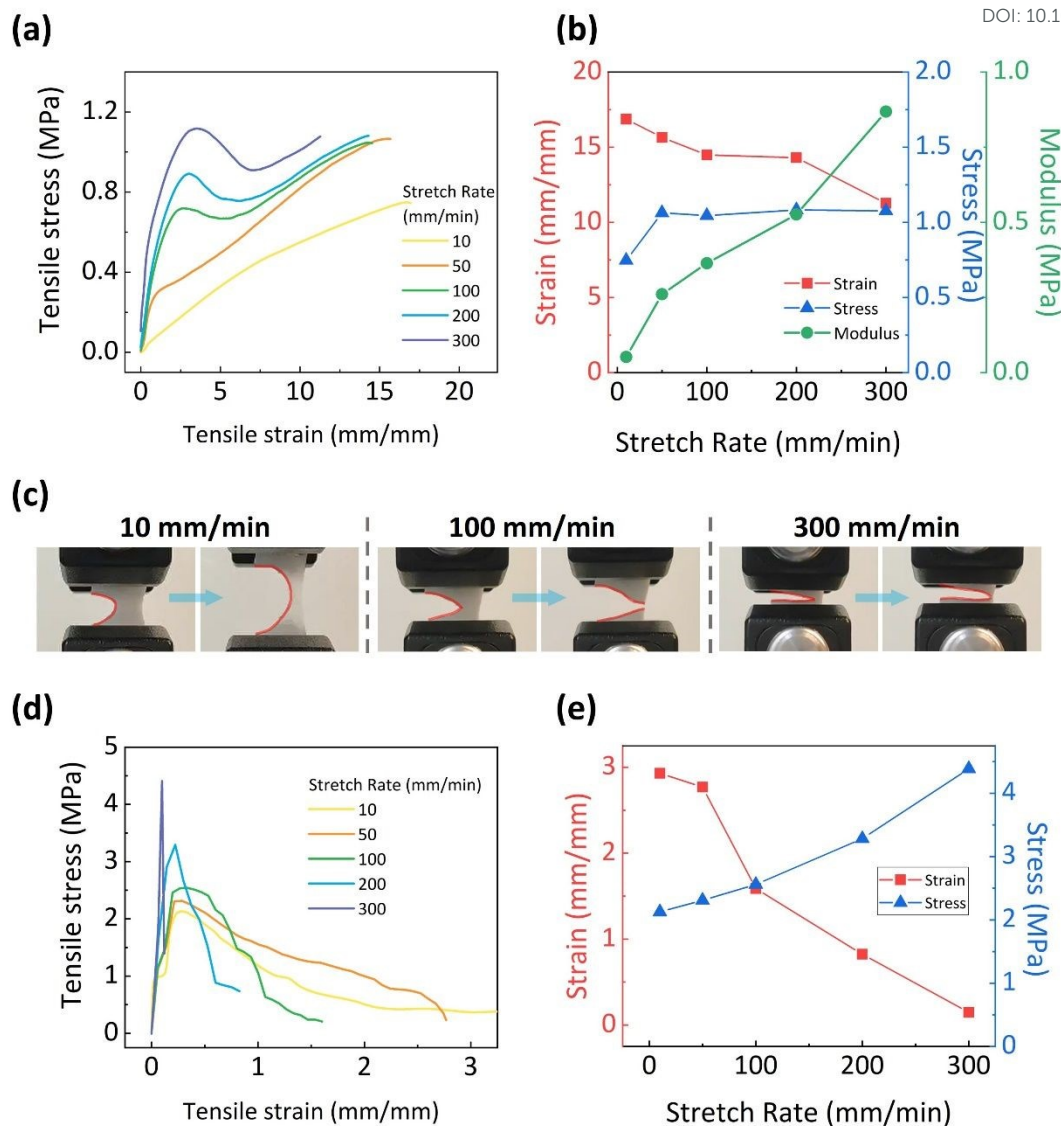 DOI: 10.1
(a)
Tensile stress (MPa)
1.2
0.8
0.4
0.0
Stretch Rate
(mm/min)
10
50
100
200
300
0 5 10 15 20
Tensile strain (mm/mm)
(b)
Strain (mm/mm)
20
15
10
5
0
Strain
Stress
Modulus
2.0
1.5
1.0
0.5
0.0
Stress (MPa)
1.0
0.5
0.0
Modulus (MPa)
0 100 200 300
Stretch Rate (mm/min)
(c)
10 mm/min 100 mm/min 300 mm/min
(d)
Tensile stress (MPa)
5
4
3
2
1
0
Stretch Rate (mm/min)
10
50
100
200
300
0 1 2 3
Tensile strain (mm/mm)
(e)
Strain (mm/mm)
3
2
1
0
Strain
Stress
4
3
2
1
0
Stress (MPa)
0 100 200 300
Stretch Rate (mm/min)